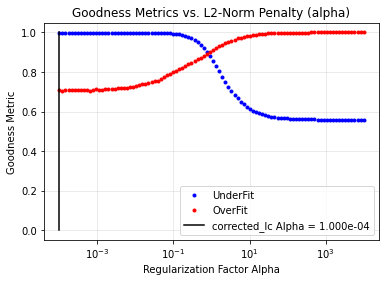 Goodness Metrics vs. L2-Norm Penalty (alpha)
1.0
0.8
0.6
0.4
0.2
0.0
Goodness Metric
UnderFit
OverFit
corrected_lc Alpha = 1.000e-04
10⁻³ 10⁻¹ 10¹ 10³
Regularization Factor Alpha